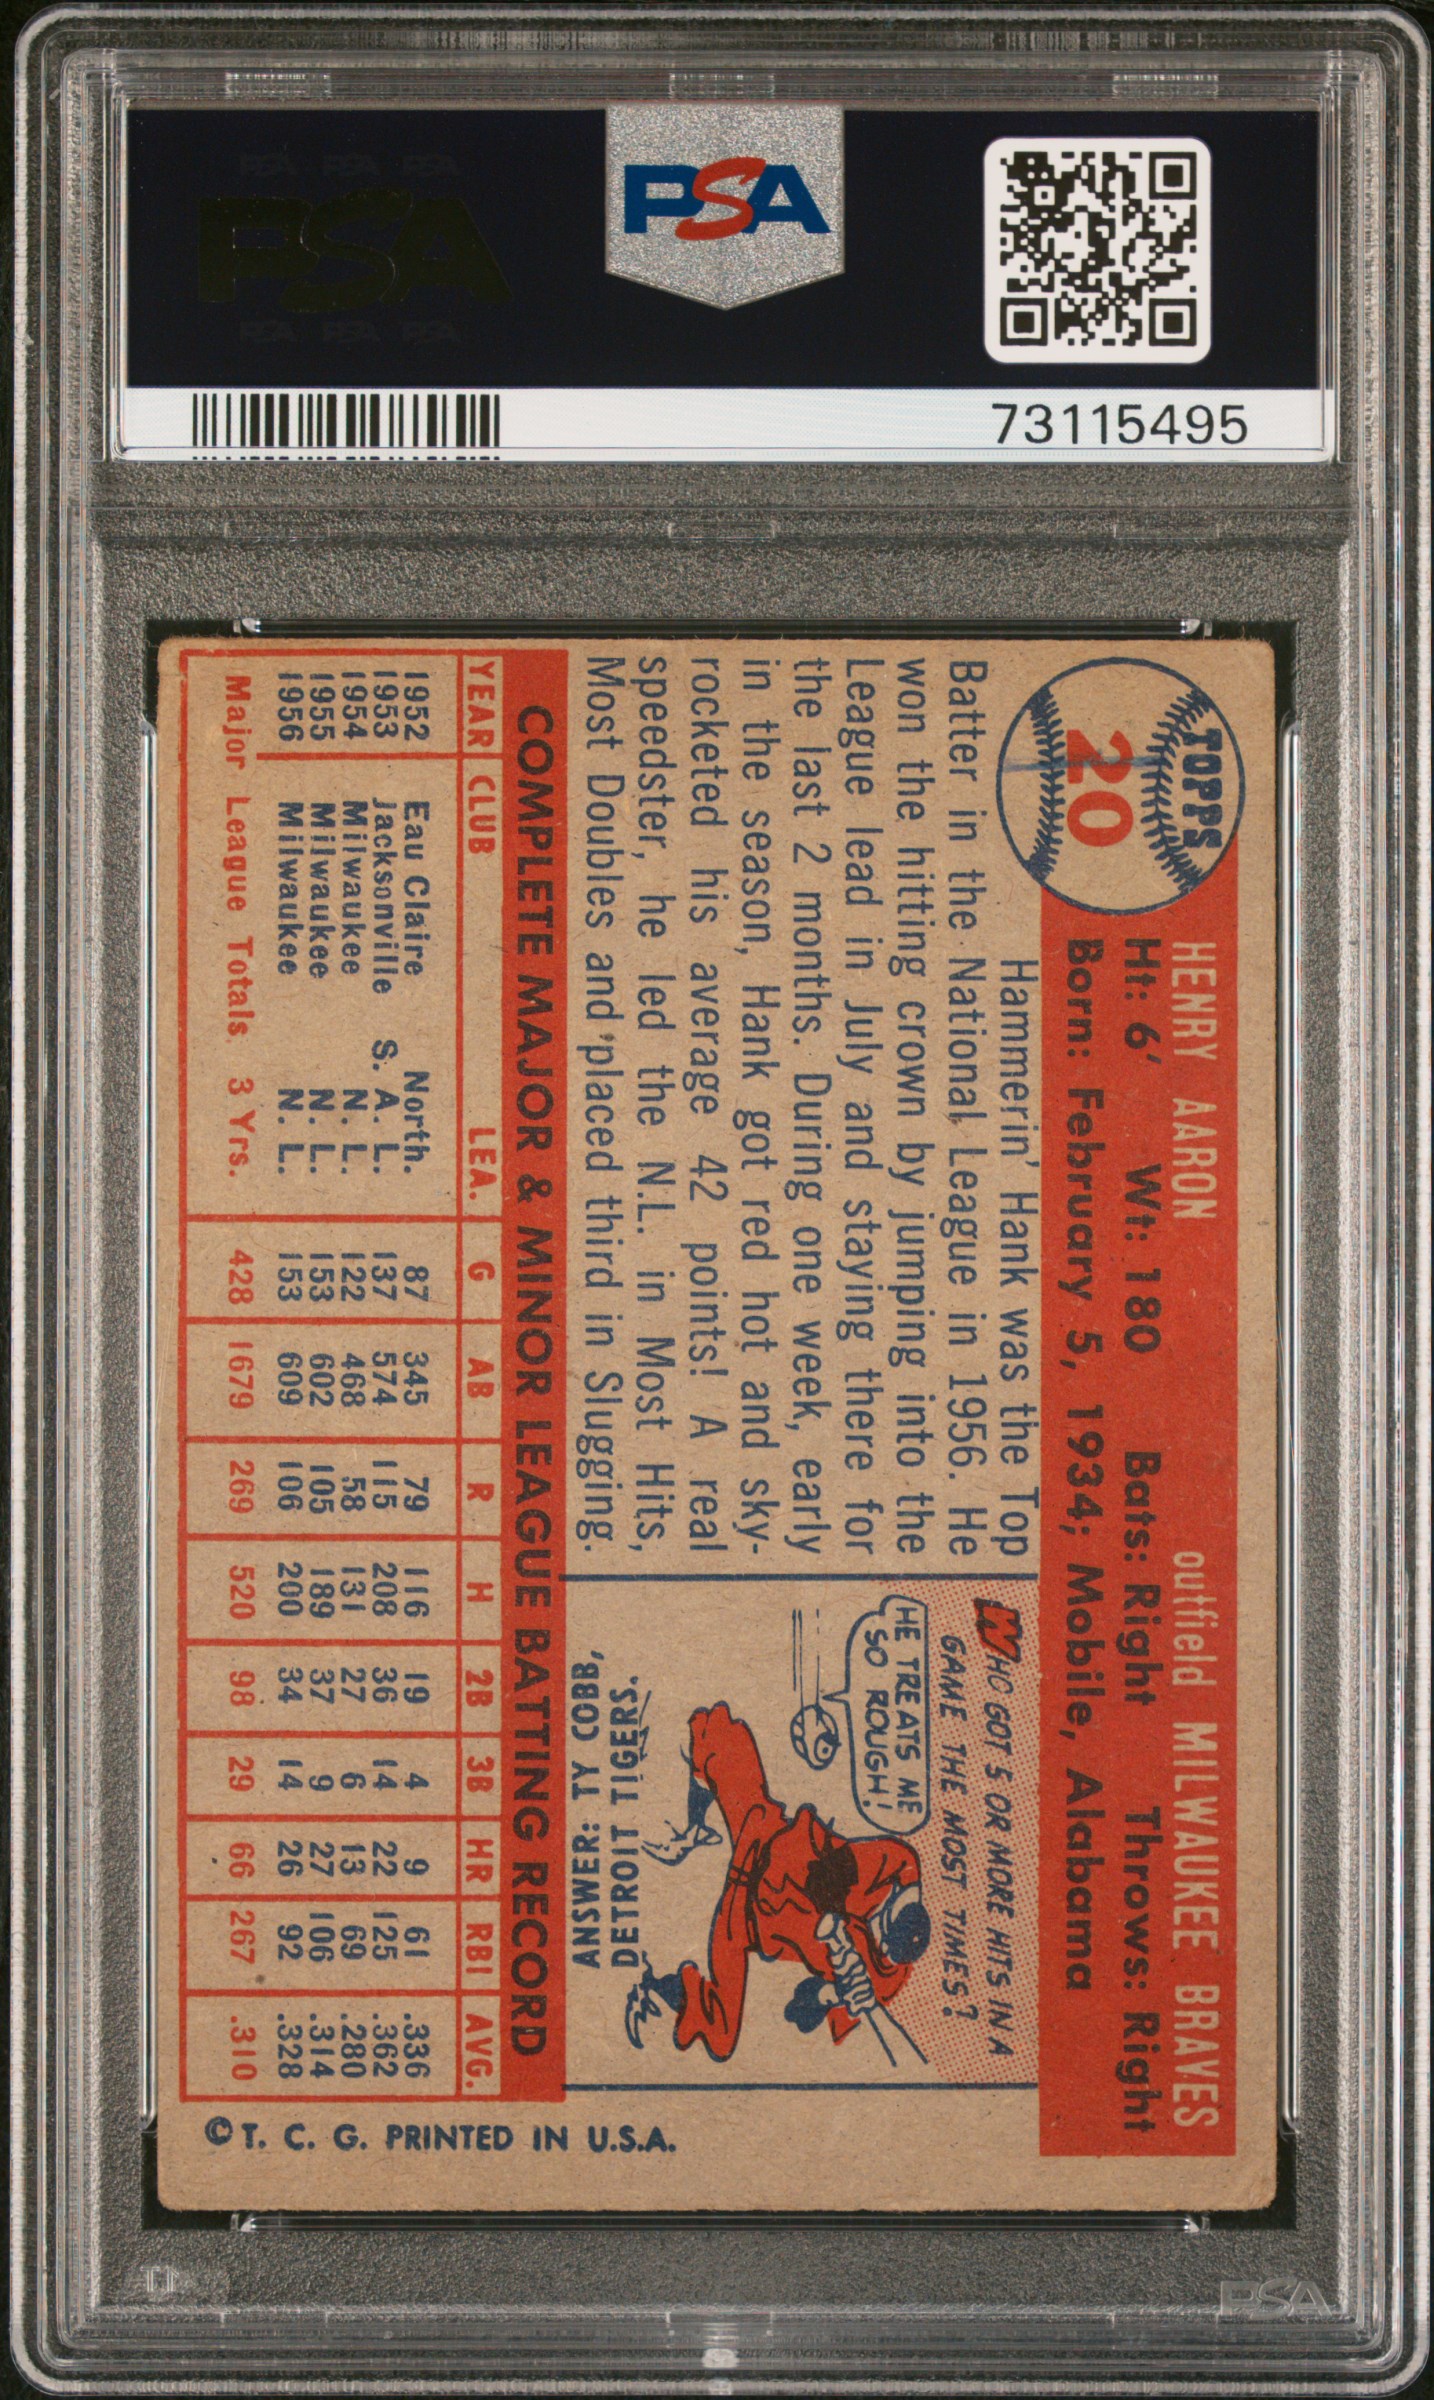 PSA PSA PSA
PSA
PSA PSA PSA
PSA
73115495
TOPPS
20
HENRY AARON outfield MILWAUKEE BRAVES
Ht: 6' Wt: 180 Bats: Right Throws: Right
Born: February 5, 1934; Mobile, Alabama
Hammerin' Hank was the Top
Batter in the National League in 1956. He
won the hitting crown by jumping into the
League lead in July and staying there for
the last 2 months. During one week, early
in the season, Hank got red hot and sky-
rocketed his average 42 points! A real
speedster, he led the N.L. in Most Hits,
Most Doubles and placed third in Slugging.
WHO GOT 5 OR MORE HITS IN A
GAME THE MOST TIMES?
HE TREATS ME
SO ROUGH!
ANSWER: TY COBB,
DETROIT TIGERS.
COMPLETE MAJOR & MINOR LEAGUE BATTING RECORD
YEAR CLUB LEA. G AB R H 2B 3B HR RBI AVG.
1952 Eau Claire North. 87 345 79 116 19 4 9 61 .336
1953 Jacksonville S. A. L. 137 574 115 208 36 14 22 125 .362
1954 Milwaukee N. L. 122 468 58 131 27 6 13 69 .280
1955 Milwaukee N. L. 153 602 105 189 37 9 27 106 .314
1956 Milwaukee N. L. 153 609 106 200 34 14 26 92 .328
Major League Totals 3 Yrs. 428 1679 269 520 98 29 66 267 .310
© T. C. G. PRINTED IN U.S.A.
PSA